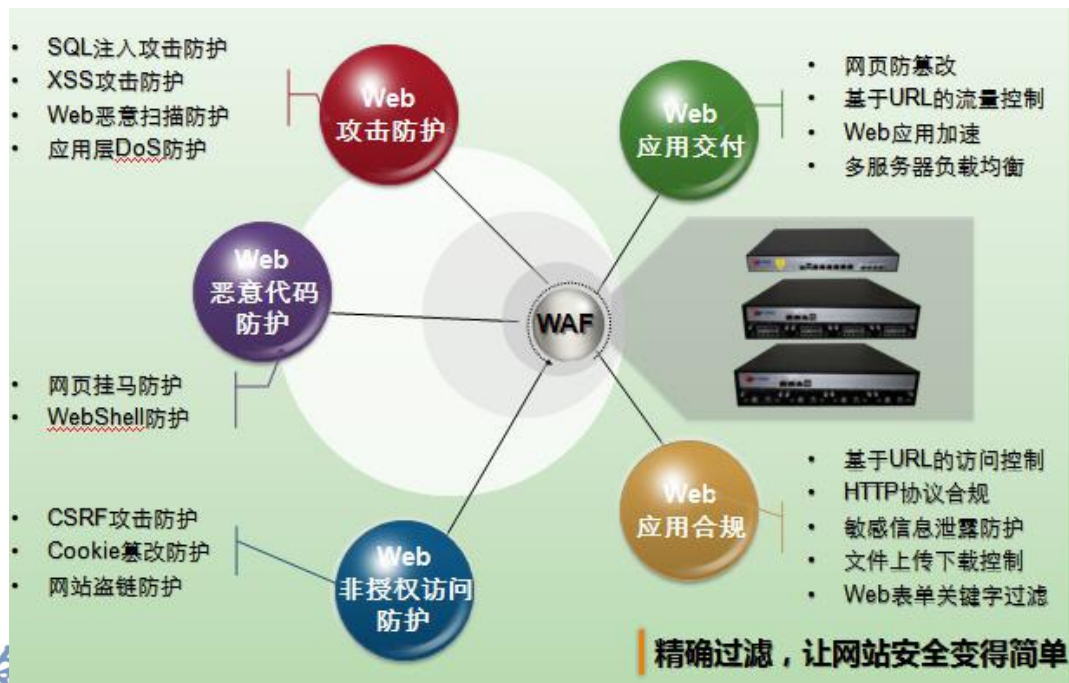 SQL注入攻击防护
XSS攻击防护
Web恶意扫描防护
应用层DoS防护
Web
攻击防护
Web
应用交付
网页防篡改
基于URL的流量控制
Web应用加速
多服务器负载均衡
Web
恶意代码
防护
网页挂马防护
WebShell防护
WAF
CSRF攻击防护
Cookie篡改防护
网站盗链防护
Web
非授权访问
防护
Web
应用合规
基于URL的访问控制
HTTP协议合规
敏感信息泄露防护
文件上传下载控制
Web表单关键字过滤
精确过滤，让网站安全变得简单